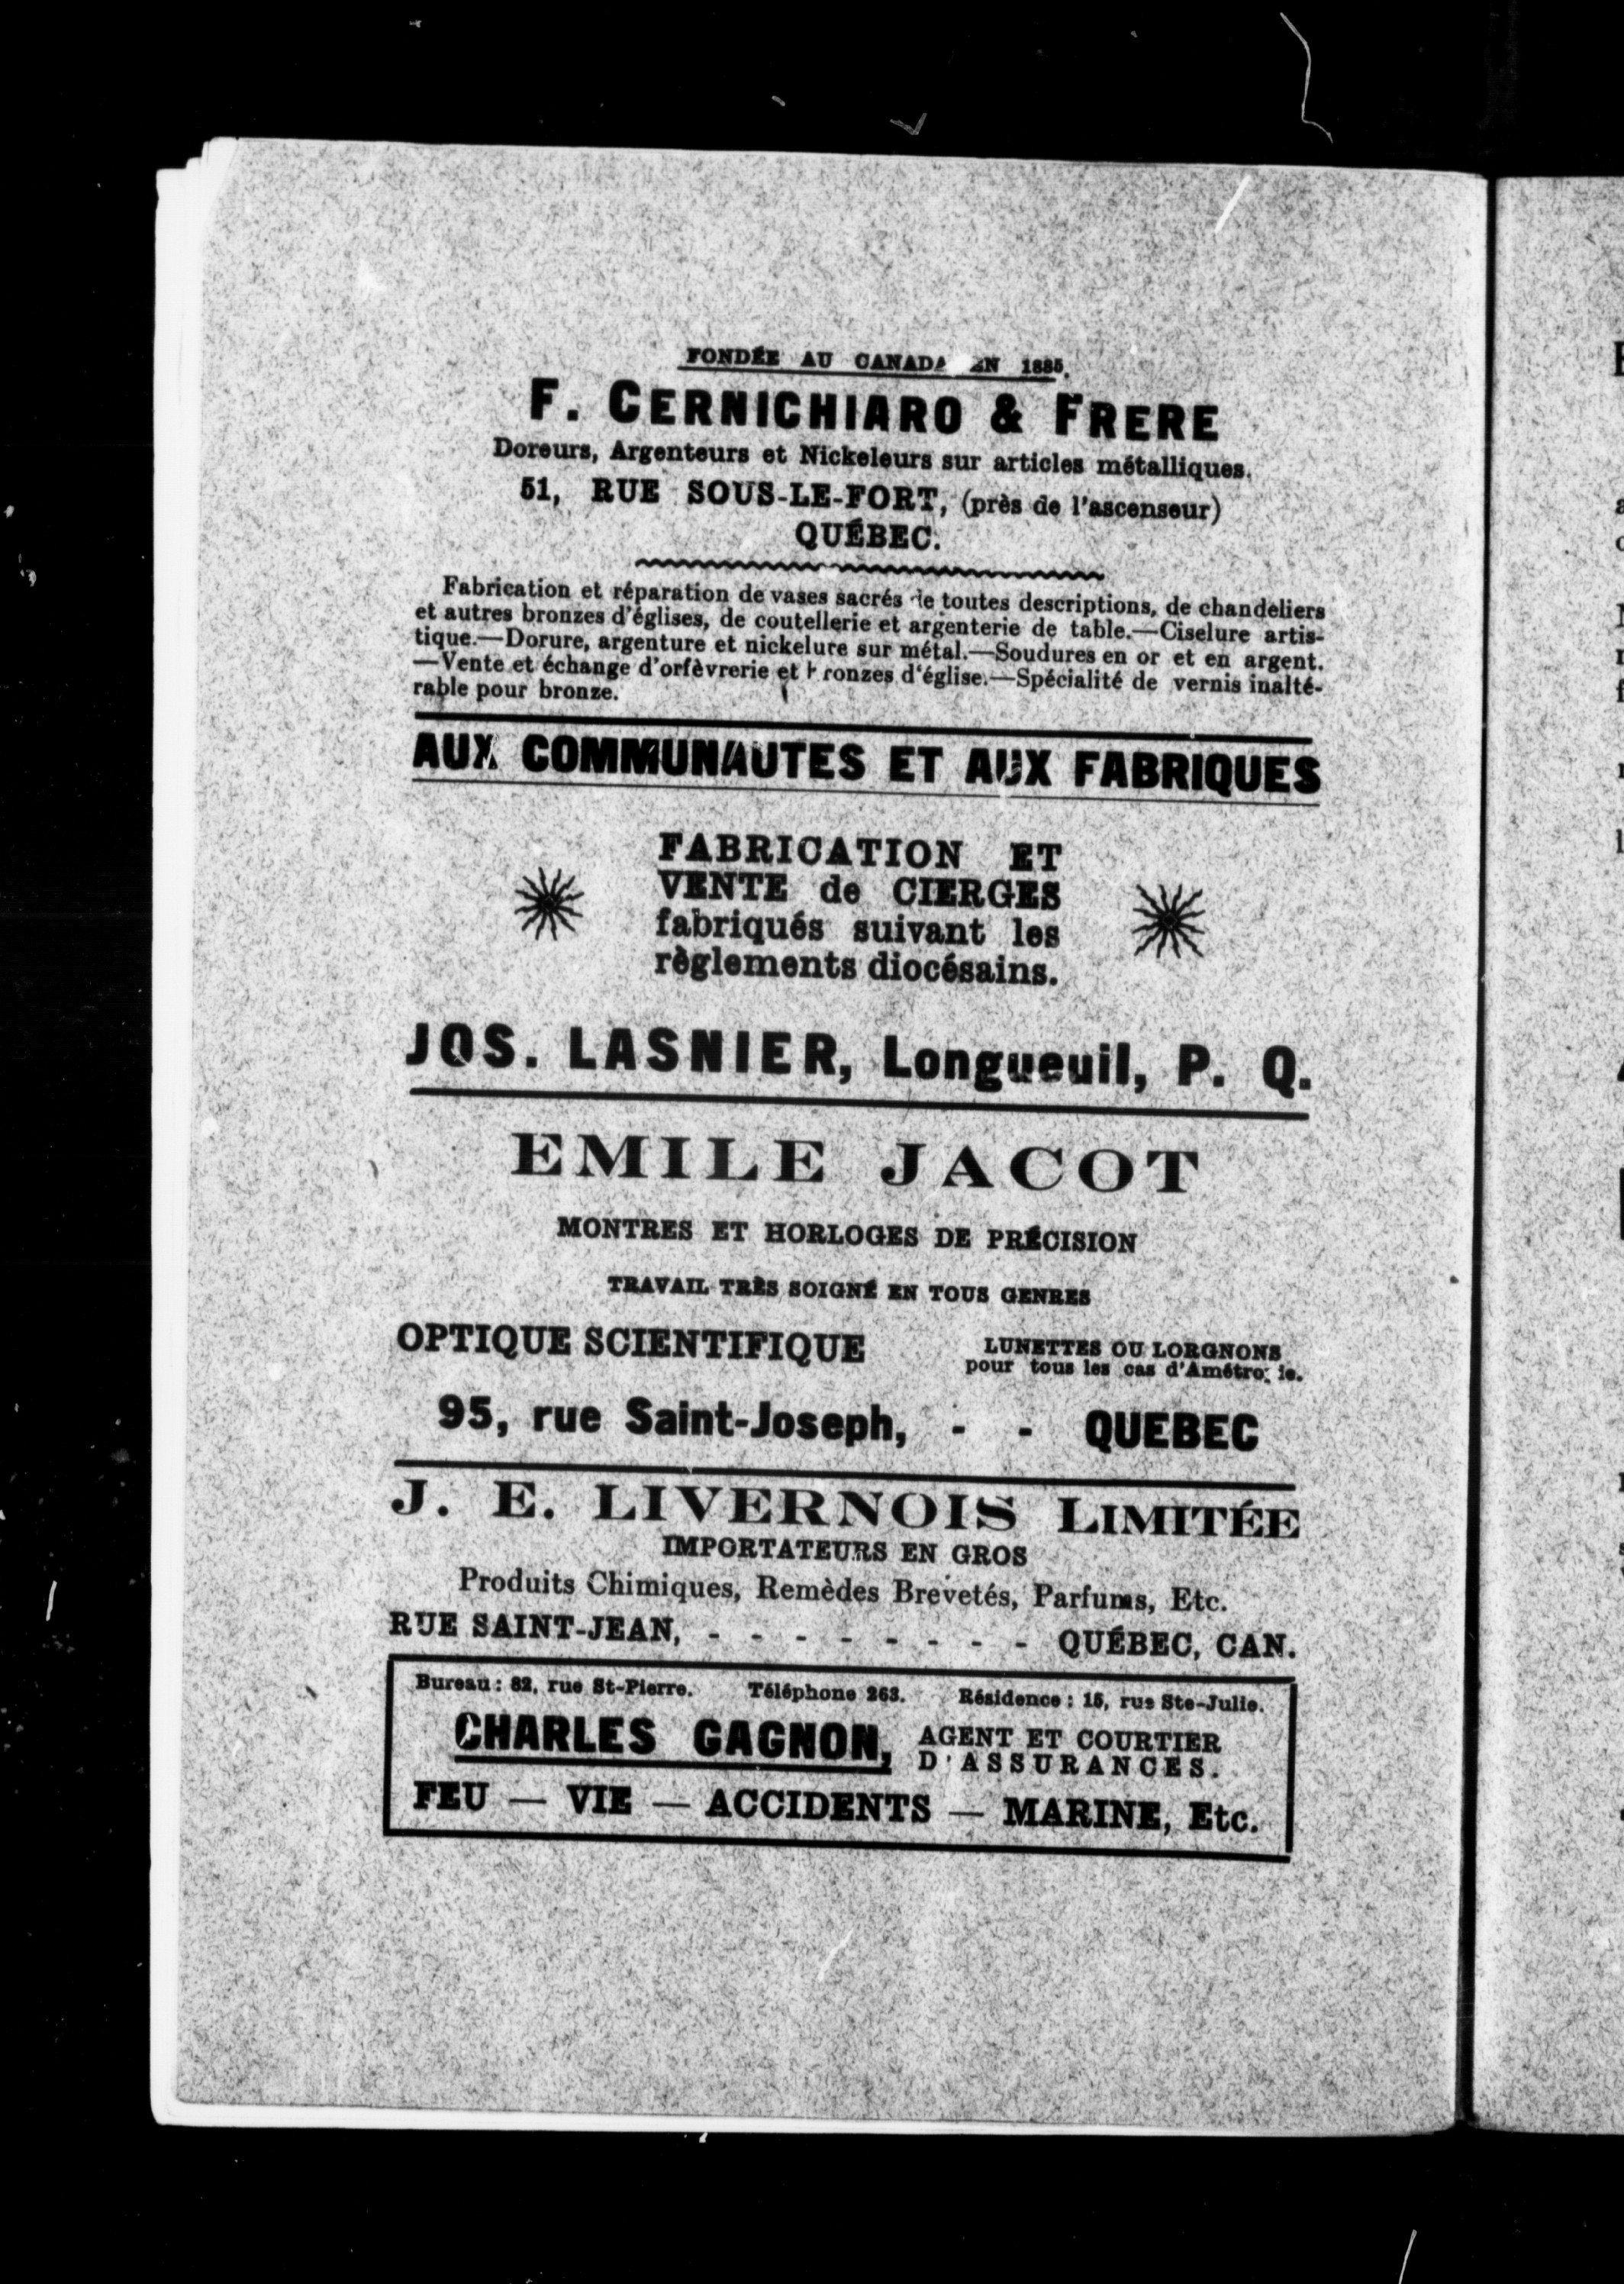 FONDÉE AU CANADA EN 1885.
F. CERNICHIARO & FRERE
Doreurs, Argenteurs et Nickeleurs sur articles métalliques.
51, RUE SOUS-LE-FORT, (près de l'ascenseur)
QUÉBEC.
Fabrication et réparation de vases sacrés de toutes descriptions, de chandeliers
et autres bronzes d'églises, de coutellerie et argenterie de table.—Ciselure artis-
tique.—Dorure, argenture et nickelure sur métal.—Soudures en or et en argent.
—Vente et échange d'orfèvrerie et bronzes d'église.—Spécialité de vernis inalté-
rable pour bronze.
AUX COMMUNAUTES ET AUX FABRIQUES
FABRICATION ET
VENTE de CIERGES
fabriqués suivant les
règlements diocésains.
JOS. LASNIER, Longueuil, P. Q.
EMILE JACOT
MONTRES ET HORLOGES DE PRÉCISION
TRAVAIL TRÈS SOIGNÉ EN TOUS GENRES
OPTIQUE SCIENTIFIQUE LUNETTES OU LORGNONS
pour tous les cas d'Amétropie.
95, rue Saint-Joseph, - - QUEBEC
J. E. LIVERNOIS LIMITÉE
IMPORTATEURS EN GROS
Produits Chimiques, Remèdes Brevetés, Parfums, Etc.
RUE SAINT-JEAN, - - - - - - - - QUÉBEC, CAN.
Bureau : 82, rue St-Pierre. Téléphone 263. Résidence : 15, rue Ste-Julie.
CHARLES GAGNON, AGENT ET COURTIER
D'ASSURANCES.
FEU — VIE — ACCIDENTS — MARINE, Etc.